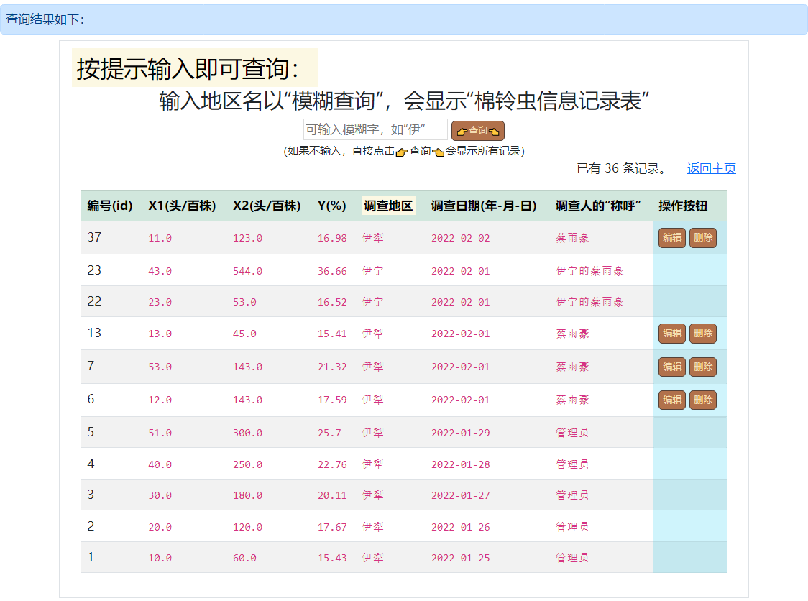 查询结果如下：
按提示输入即可查询：
输入地区名以“模糊查询”，会显示“棉铃虫信息记录表”
可输入模糊字，如“伊” 👉查询👈
(如果不输入，直接点击👉查询👈会显示所有记录)
已有 36 条记录。 返回主页
编号(id) X1(头/百株) X2(头/百株) Y(%) 调查地区 调查日期(年-月-日) 调查人的“称呼” 操作按钮
37 11.0 123.0 16.98 伊犁 2022-02-02 蔡雨豪 编辑 删除
23 43.0 544.0 36.66 伊宁 2022-02-01 伊宁的蔡雨豪
22 23.0 53.0 16.52 伊宁 2022-02-01 伊宁的蔡雨豪
13 13.0 45.0 15.41 伊犁 2022-02-01 蔡雨豪 编辑 删除
7 53.0 143.0 21.32 伊犁 2022-02-01 蔡雨豪 编辑 删除
6 12.0 143.0 17.59 伊犁 2022-02-01 蔡雨豪 编辑 删除
5 51.0 300.0 25.7 伊犁 2022-01-29 管理员
4 40.0 250.0 22.76 伊犁 2022-01-28 管理员
3 30.0 180.0 20.11 伊犁 2022-01-27 管理员
2 20.0 120.0 17.67 伊犁 2022-01-26 管理员
1 10.0 60.0 15.43 伊犁 2022-01-25 管理员